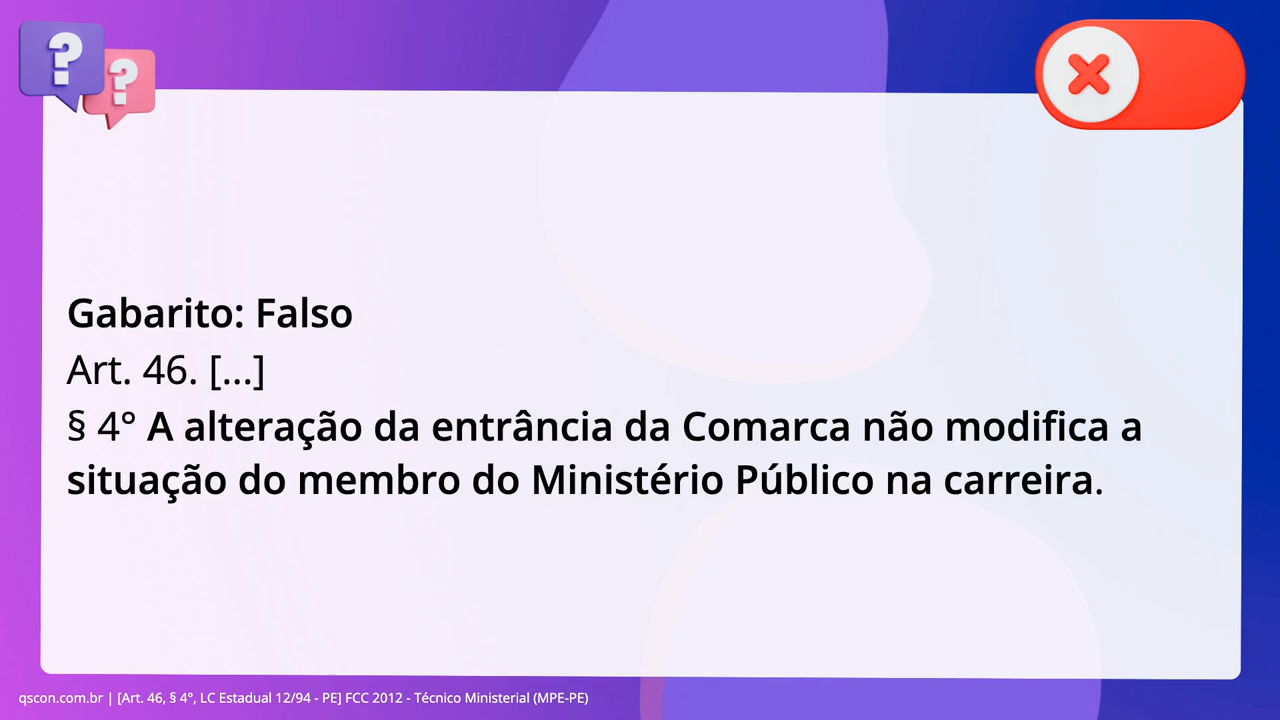 Gabarito: Falso
Art. 46. [...]
§ 4° A alteração da entrância da Comarca não modifica a
situação do membro do Ministério Público na carreira.
qscon.com.br | [Art. 46, § 4°, LC Estadual 12/94 - PE] FCC 2012 - Técnico Ministerial (MPE-PE)